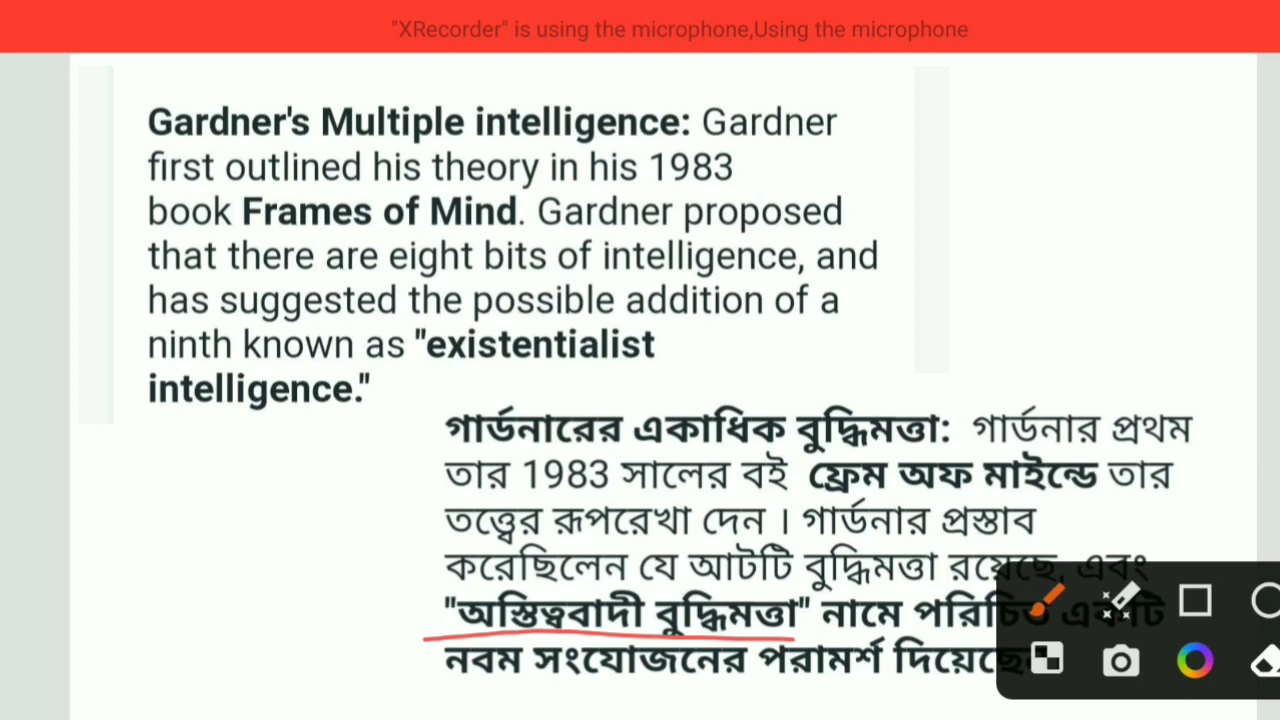 "XRecorder" is using the microphone,Using the microphone
Gardner's Multiple intelligence: Gardner
first outlined his theory in his 1983
book Frames of Mind. Gardner proposed
that there are eight bits of intelligence, and
has suggested the possible addition of a
ninth known as "existentialist
intelligence."
গার্ডনারের একাধিক বুদ্ধিমত্তা: গার্ডনার প্রথম
তার 1983 সালের বই ফ্রেম অফ মাইন্ডে তার
তত্ত্বের রূপরেখা দেন । গার্ডনার প্রস্তাব
করেছিলেন যে আটটি বুদ্ধিমত্তা রয়েছে, এবং
"অস্তিত্ববাদী বুদ্ধিমত্তা" নামে পরিচিত একটি
নবম সংযোজনের পরামর্শ